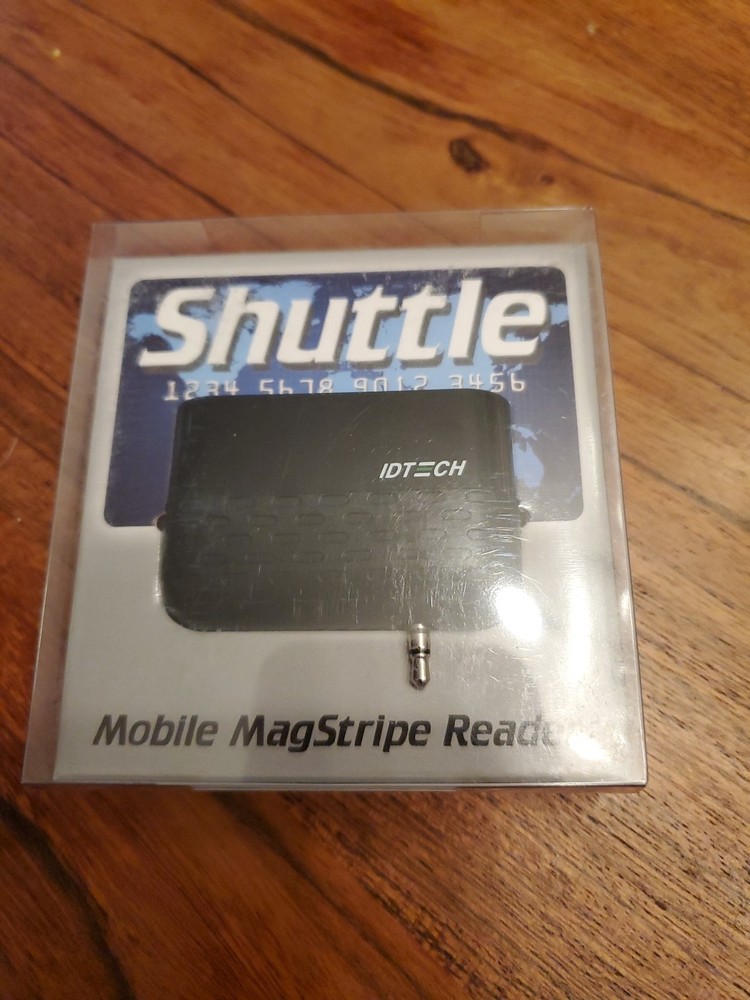 Shuttle
1234 5678 9012 3456
IDTECH
Mobile MagStripe Reader